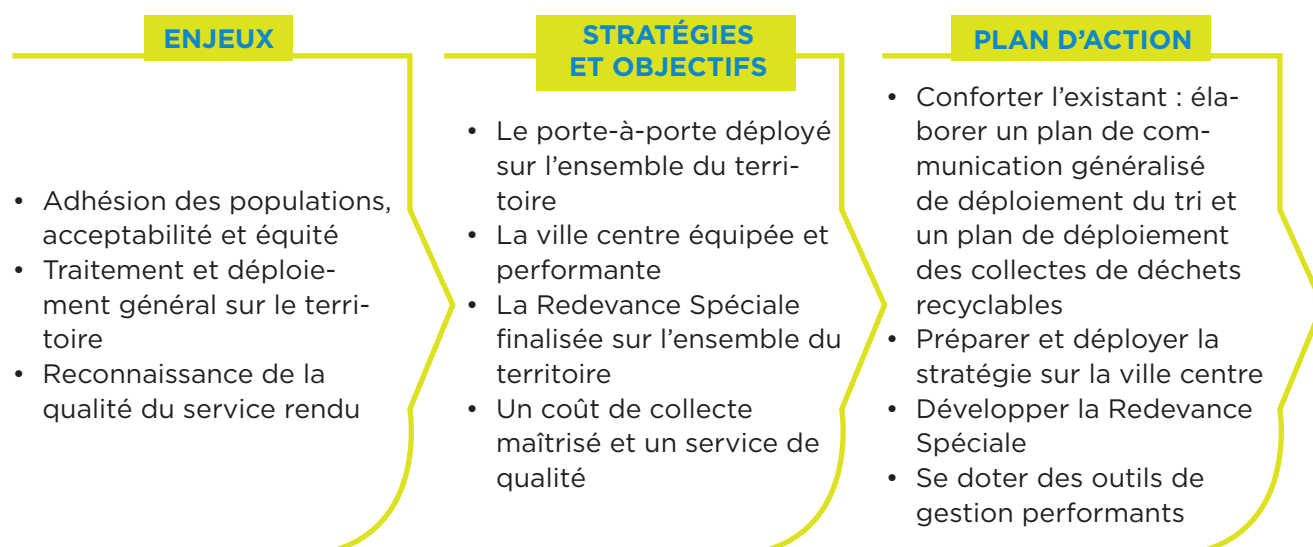 ENJEUX
• Adhésion des populations,
acceptabilité et équité
• Traitement et déploie-
ment général sur le terri-
toire
• Reconnaissance de la
qualité du service rendu
STRATÉGIES
ET OBJECTIFS
• Le porte-à-porte déployé
sur l’ensemble du terri-
toire
• La ville centre équipée et
performante
• La Redevance Spéciale
finalisée sur l’ensemble du
territoire
• Un coût de collecte
maîtrisé et un service de
qualité
PLAN D’ACTION
• Conforter l’existant : éla-
borer un plan de com-
munication généralisé
de déploiement du tri et
un plan de déploiement
des collectes de déchets
recyclables
• Préparer et déployer la
stratégie sur la ville centre
• Développer la Redevance
Spéciale
• Se doter des outils de
gestion performants